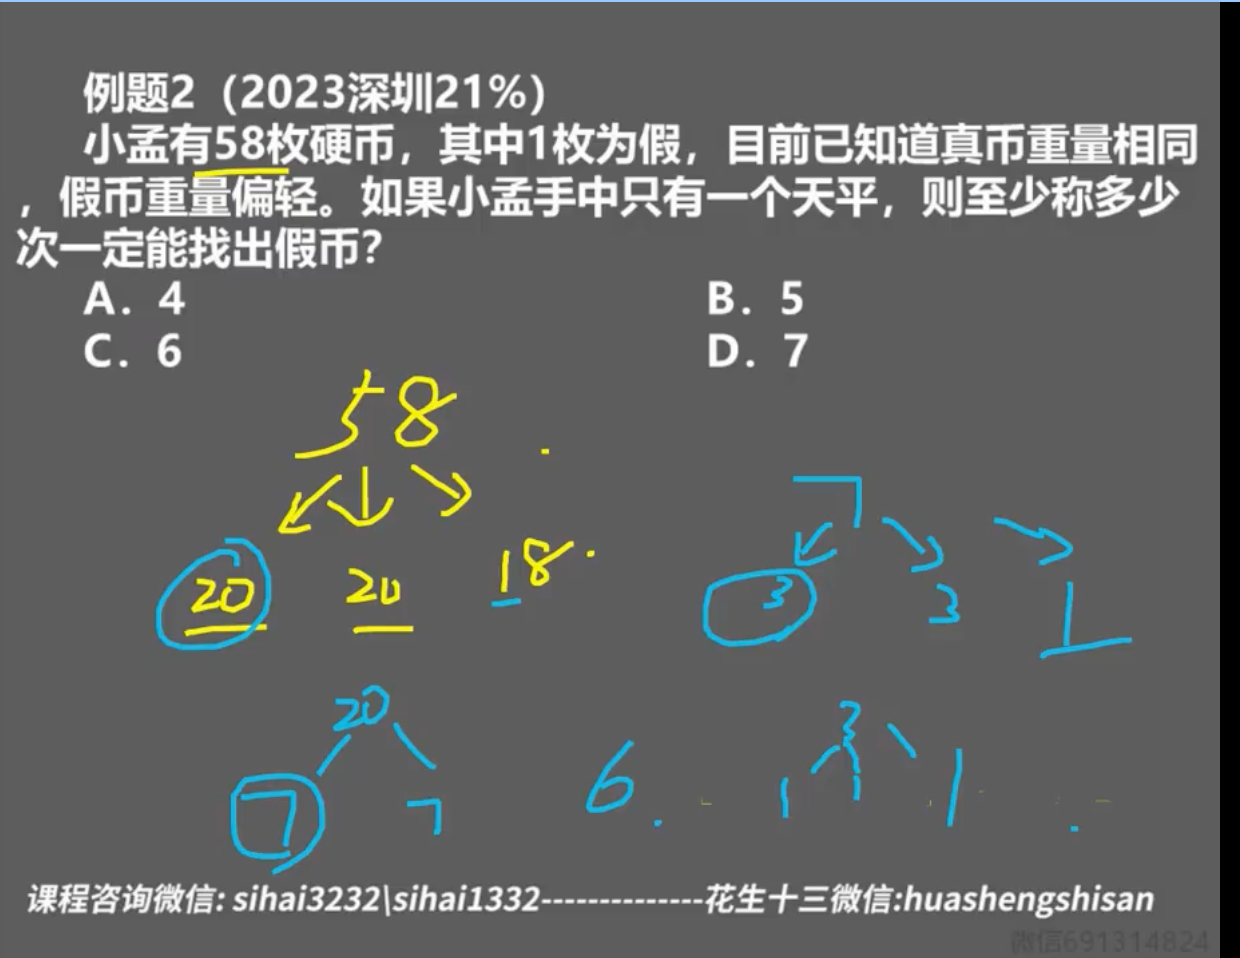 例题2（2023深圳21%）
小孟有58枚硬币，其中1枚为假，目前已知道真币重量相同
，假币重量偏轻。如果小孟手中只有一个天平，则至少称多少
次一定能找出假币？
A. 4 B. 5
C. 6 D. 7
58
20 20 18
7
3 3 1
20
7 7 6
3
1 1 1
课程咨询微信: sihai3232\sihai1332--------------花生十三微信:huashengshisan
微信691314824